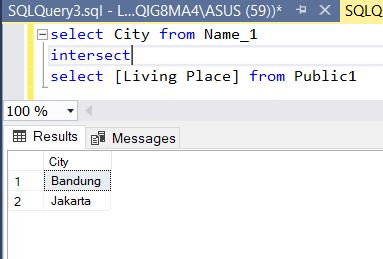 SQLQuery3.sql - L...QIG8MA4\ASUS (59))*
SQLQ
select City from Name_1
intersect
select [Living Place] from Public1
100 %
Results Messages
City
1 Bandung
2 Jakarta